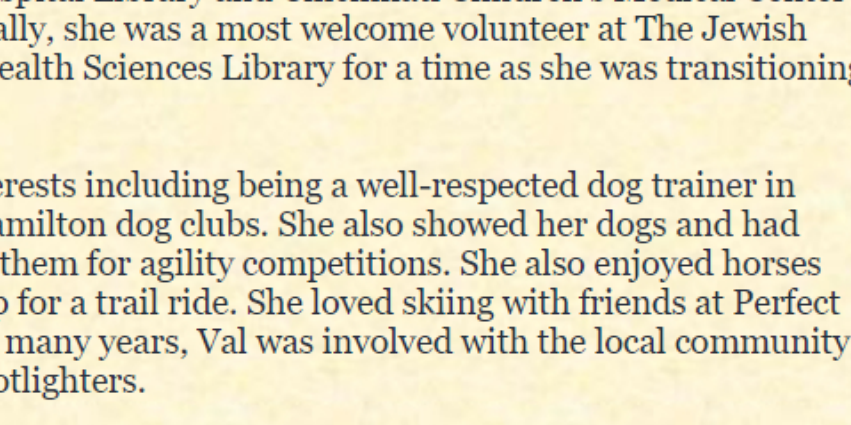 ally, she was a most welcome volunteer at The Jewish
ealth Sciences Library for a time as she was transitioning
erests including being a well-respected dog trainer in
amilton dog clubs. She also showed her dogs and had
them for agility competitions. She also enjoyed horses
o for a trail ride. She loved skiing with friends at Perfect
many years, Val was involved with the local community
otlighters.